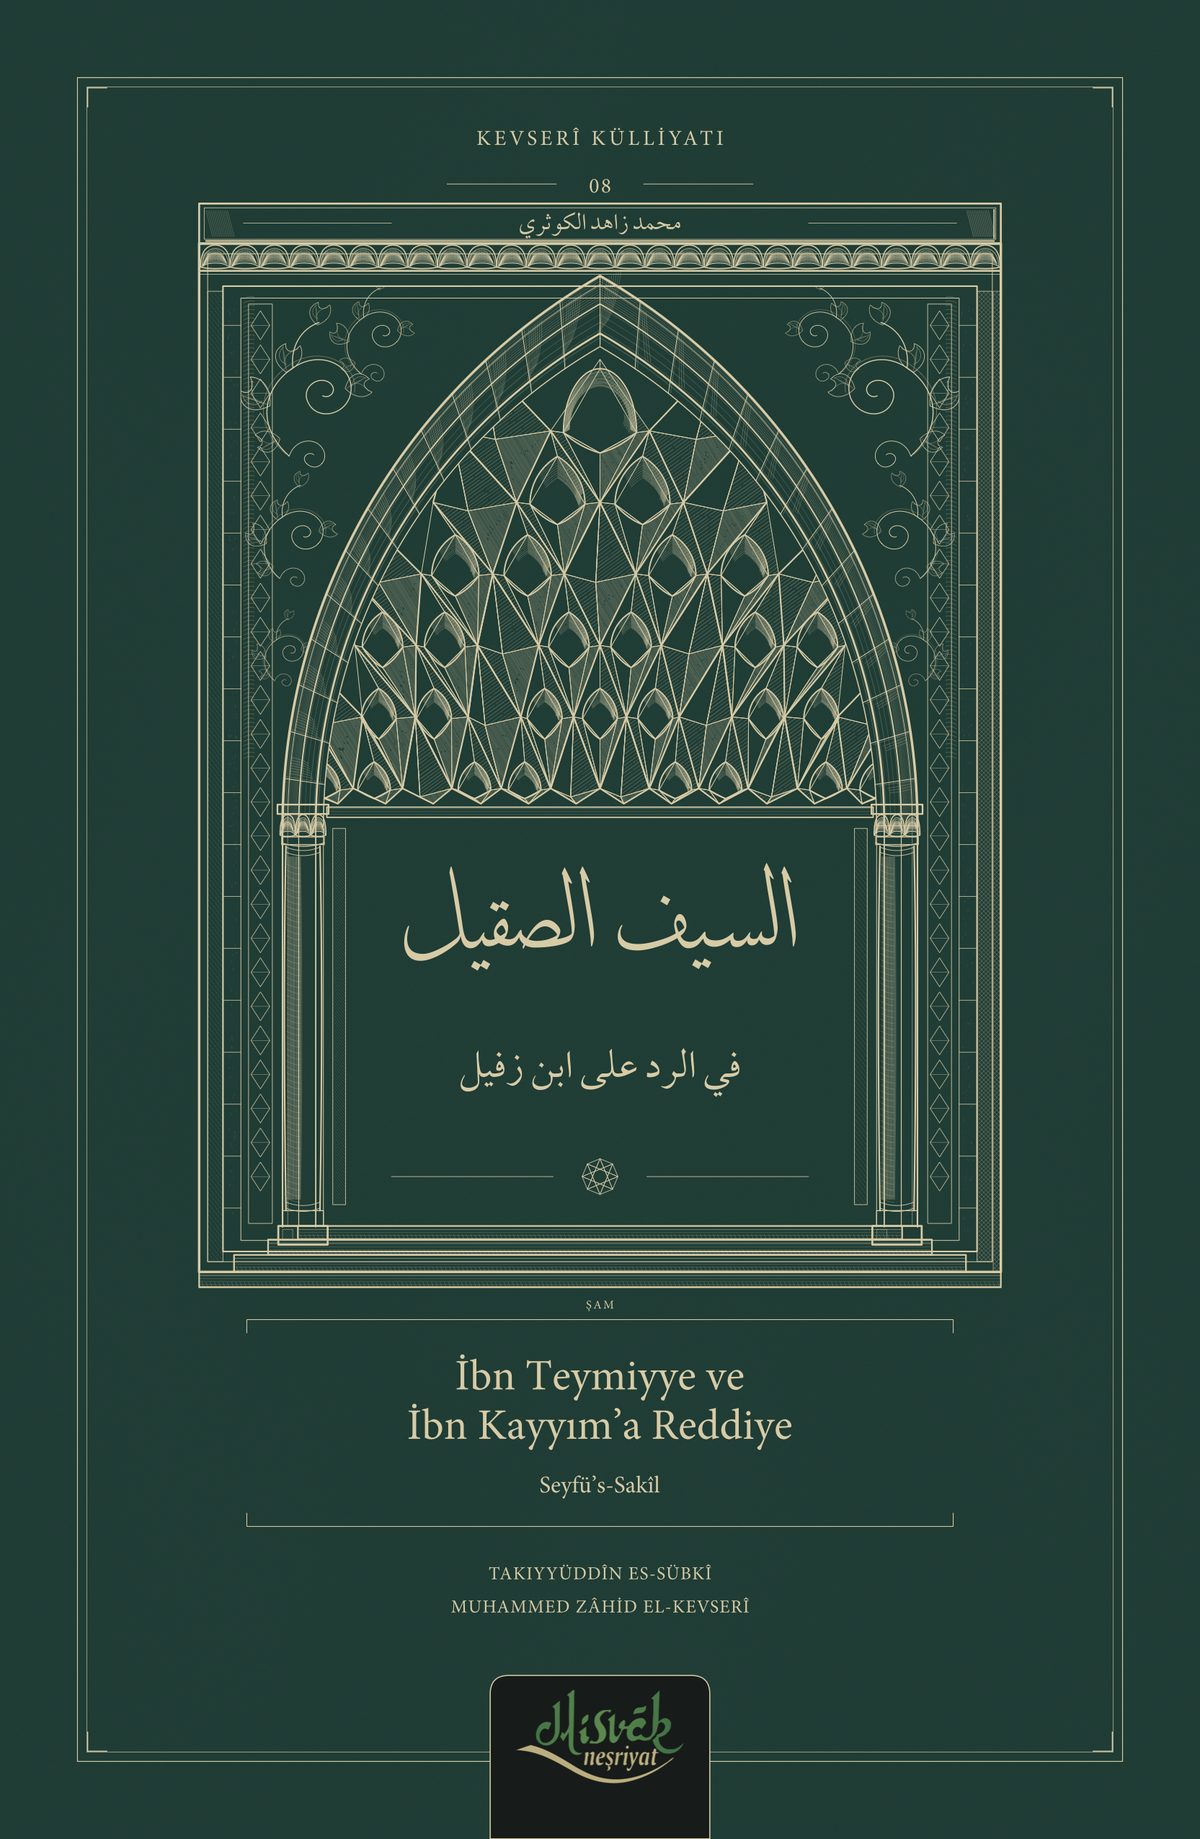 KEVSERÎ KÜLLİYATI
08
محمد زاهد الكوثري
السيف الصقيل
في الرد على ابن زفيل
ŞAM
İbn Teymiyye ve
İbn Kayyım’a Reddiye
Seyfü’s-Sakîl
TAKIYYÜDDÎN ES-SÜBKÎ
MUHAMMED ZÂHİD EL-KEVSERÎ
Misvâk
neşriyat